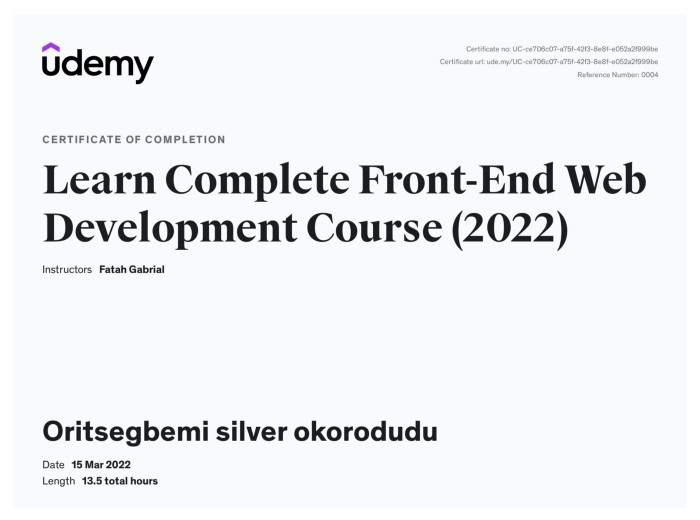 udemy
Certificate no: UC-ce706c07-a75f-42f3-8e8f-e052a2f999be
Certificate url: ude.my/UC-ce706c07-a75f-42f3-8e8f-e052a2f999be
Reference Number: 0004
CERTIFICATE OF COMPLETION
Learn Complete Front-End Web
Development Course (2022)
Instructors Fatah Gabrial
Oritsegbemi silver okorodudu
Date 15 Mar 2022
Length 13.5 total hours